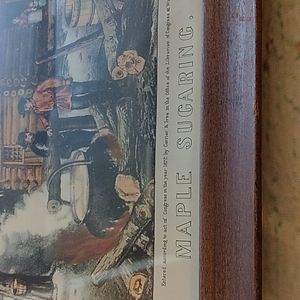 Entered according to act of Congress in the year 1872 by Currier & Ives in the Office of the Librarian of Congress at
MAPLE SUGARING.